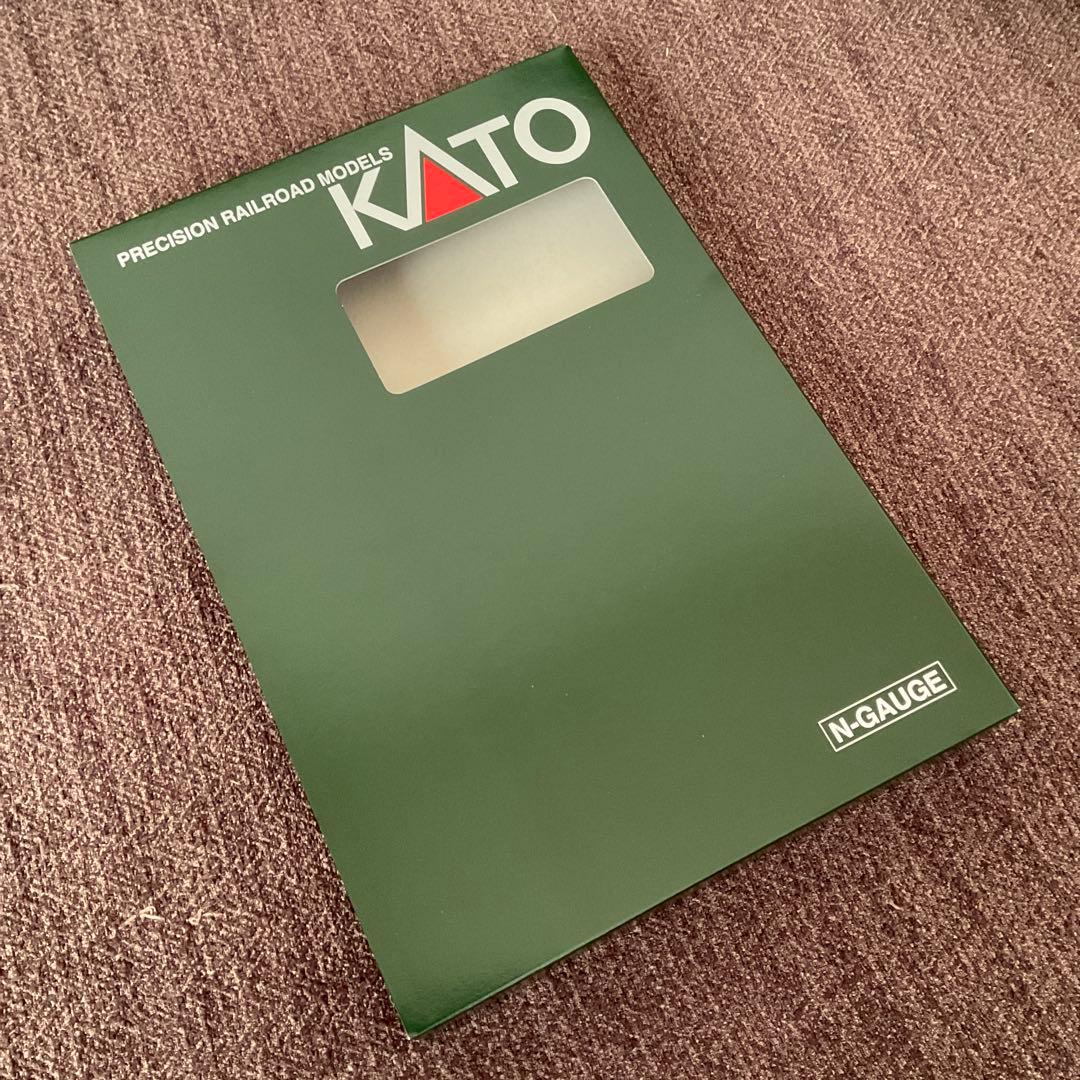 PRECISION RAILROAD MODELS
KATO
N-GAUGE